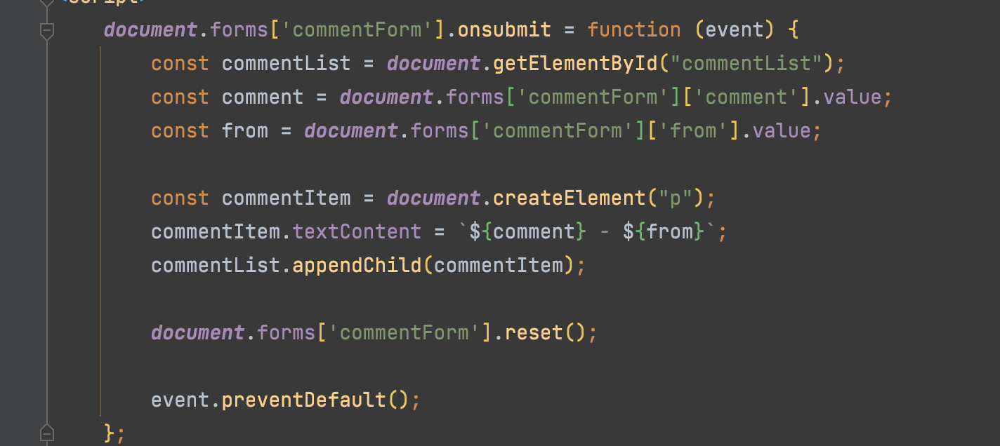 <script>
document.forms['commentForm'].onsubmit = function (event) {
const commentList = document.getElementById("commentList");
const comment = document.forms['commentForm']['comment'].value;
const from = document.forms['commentForm']['from'].value;
const commentItem = document.createElement("p");
commentItem.textContent = `${comment} - ${from}`;
commentList.appendChild(commentItem);
document.forms['commentForm'].reset();
event.preventDefault();
};